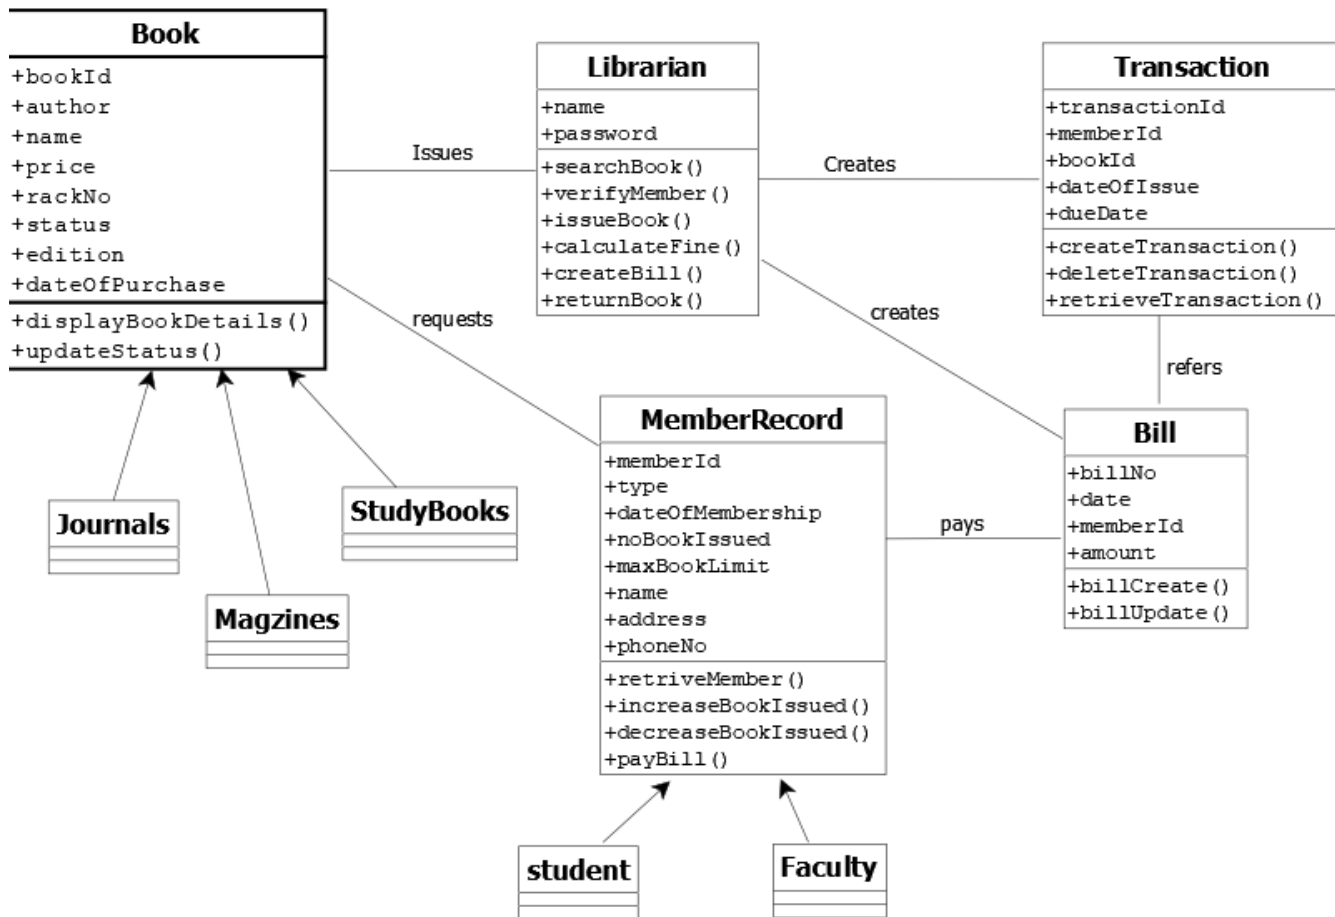 Book
+bookId
+author
+name
+price
+rackNo
+status
+edition
+dateOfPurchase
+displayBookDetails()
+updateStatus()
Issues
Librarian
+name
+password
+searchBook()
+verifyMember()
+issueBook()
+calculateFine()
+createBill()
+returnBook()
Creates
Transaction
+transactionId
+memberId
+bookId
+dateOfIssue
+dueDate
+createTransaction()
+deleteTransaction()
+retrieveTransaction()
requests
creates
refers
Journals
Magzines
StudyBooks
MemberRecord
+memberId
+type
+dateOfMembership
+noBookIssued
+maxBookLimit
+name
+address
+phoneNo
+retriveMember()
+increaseBookIssued()
+decreaseBookIssued()
+payBill()
pays
Bill
+billNo
+date
+memberId
+amount
+billCreate()
+billUpdate()
student
Faculty